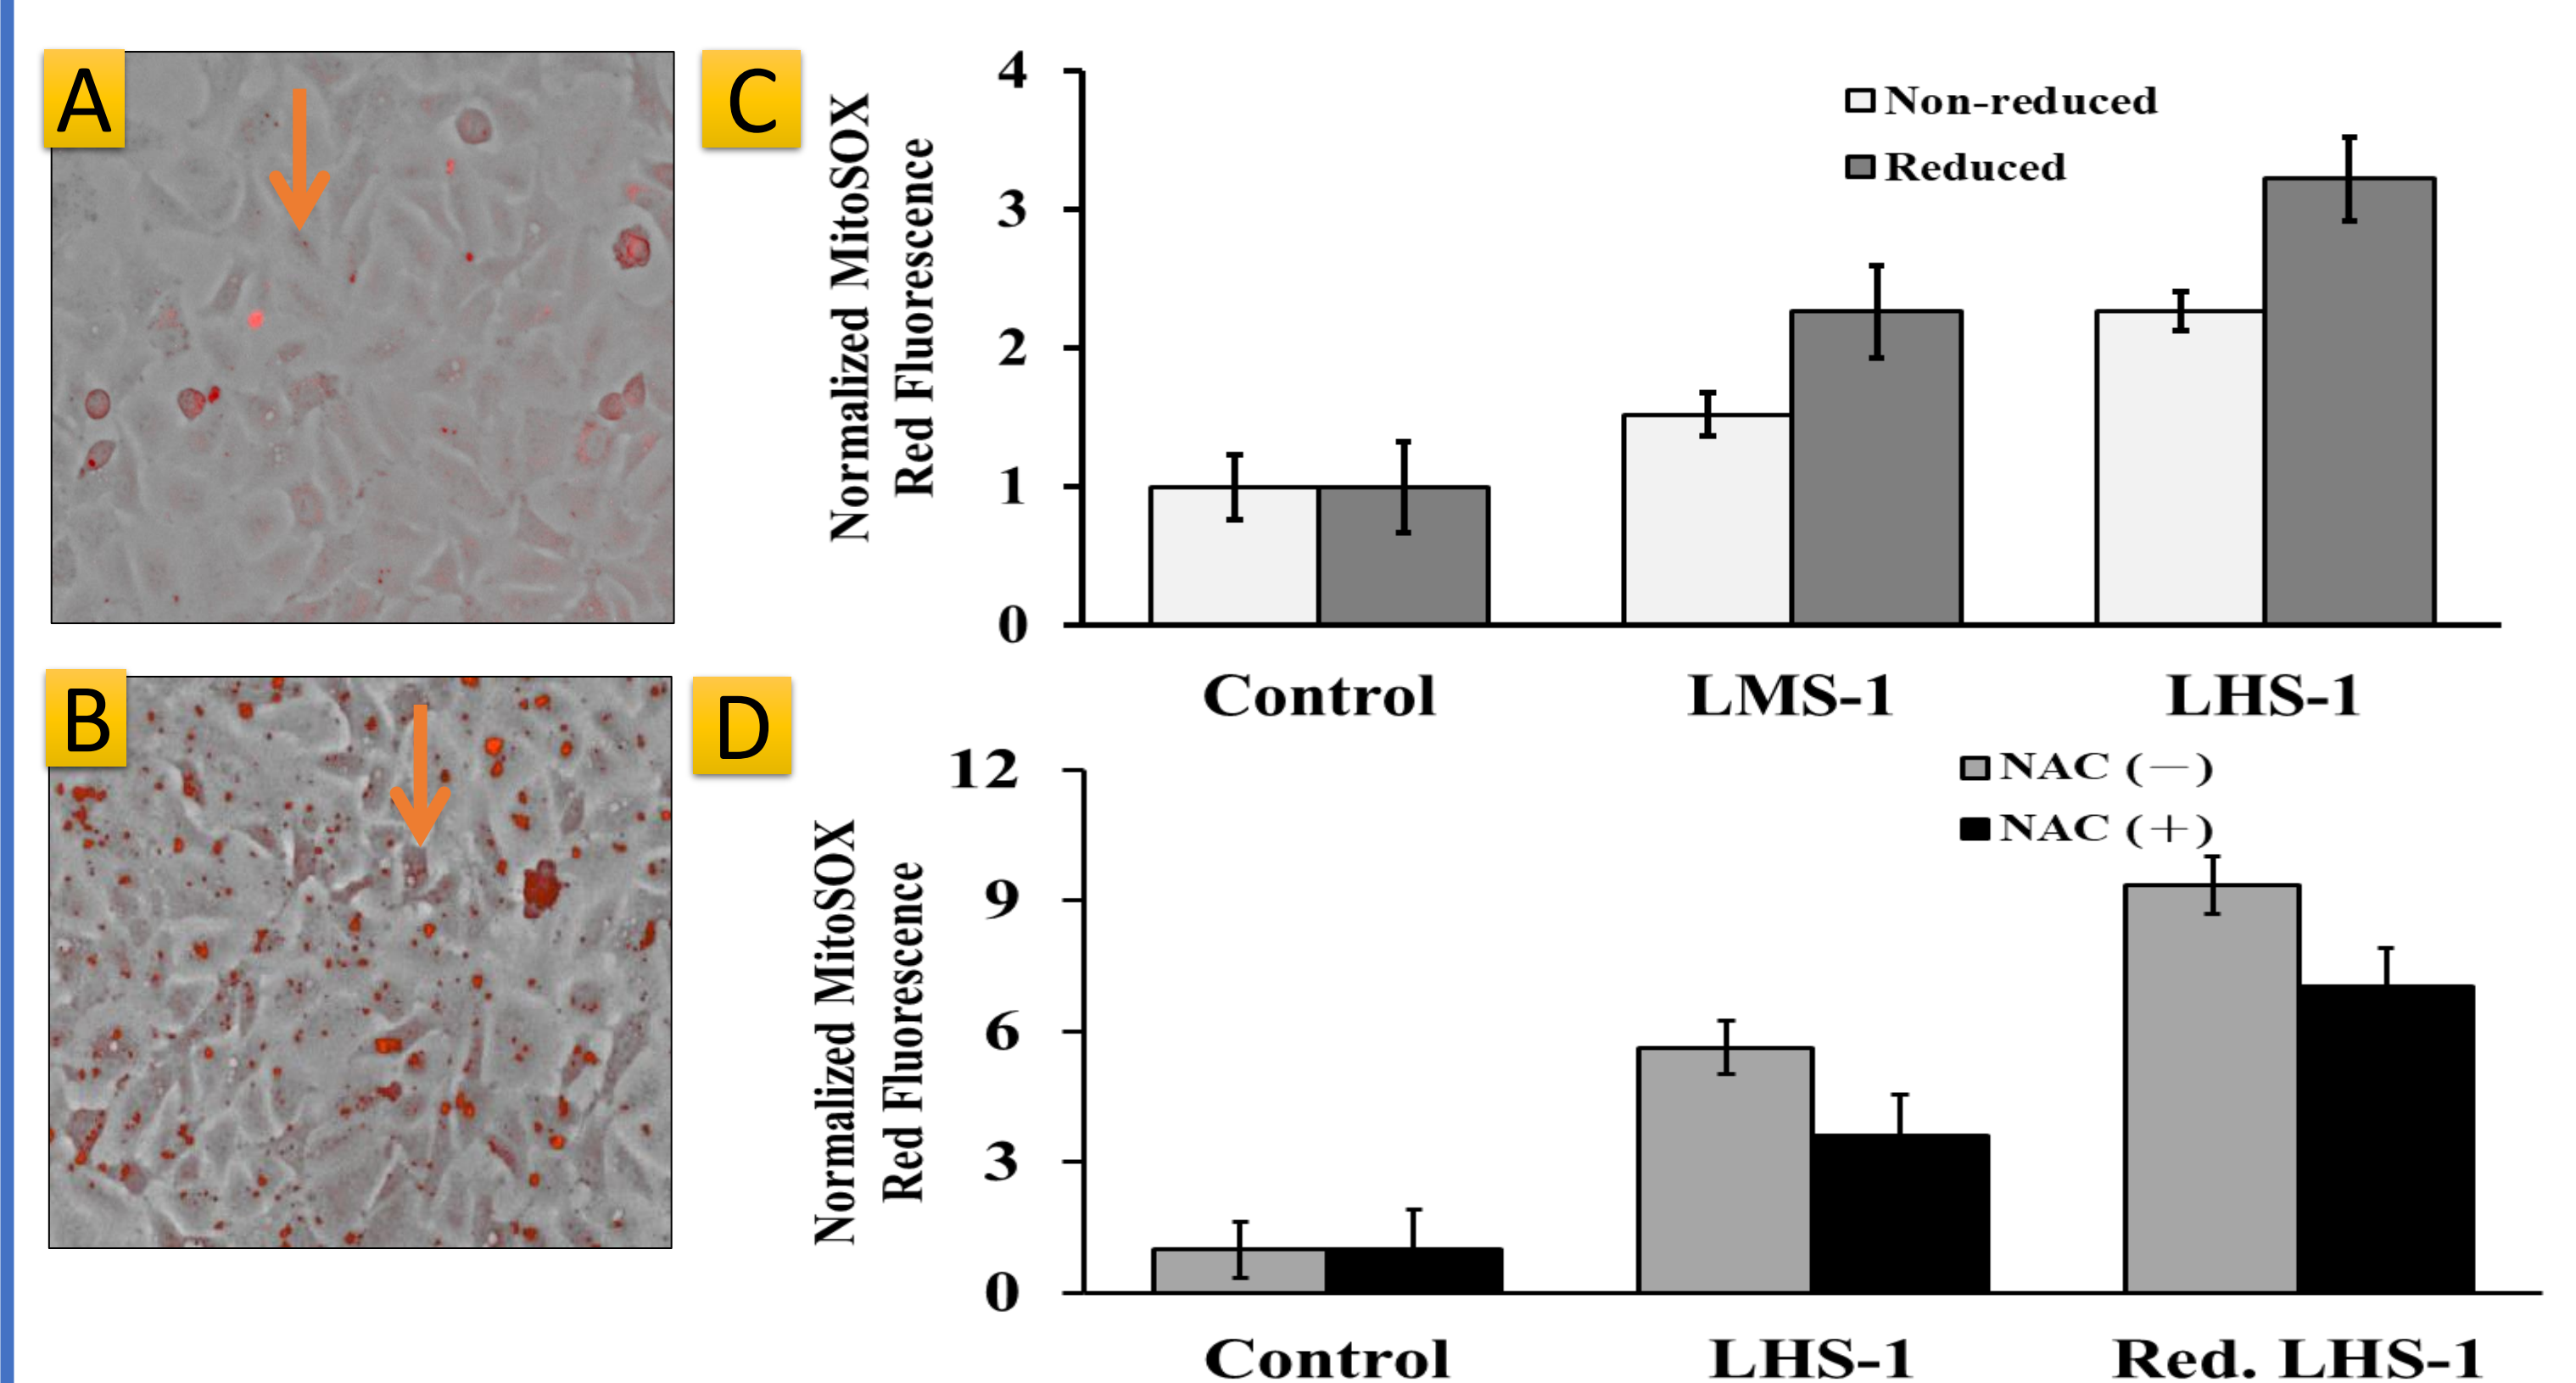 A
B
C
Normalized MitoSOX
Red Fluorescence
4
3
2
1
0
Non-reduced
Reduced
Control LMS-1 LHS-1
D
Normalized MitoSOX
Red Fluorescence
12
9
6
3
0
NAC (—)
NAC (+)
Control LHS-1 Red. LHS-1